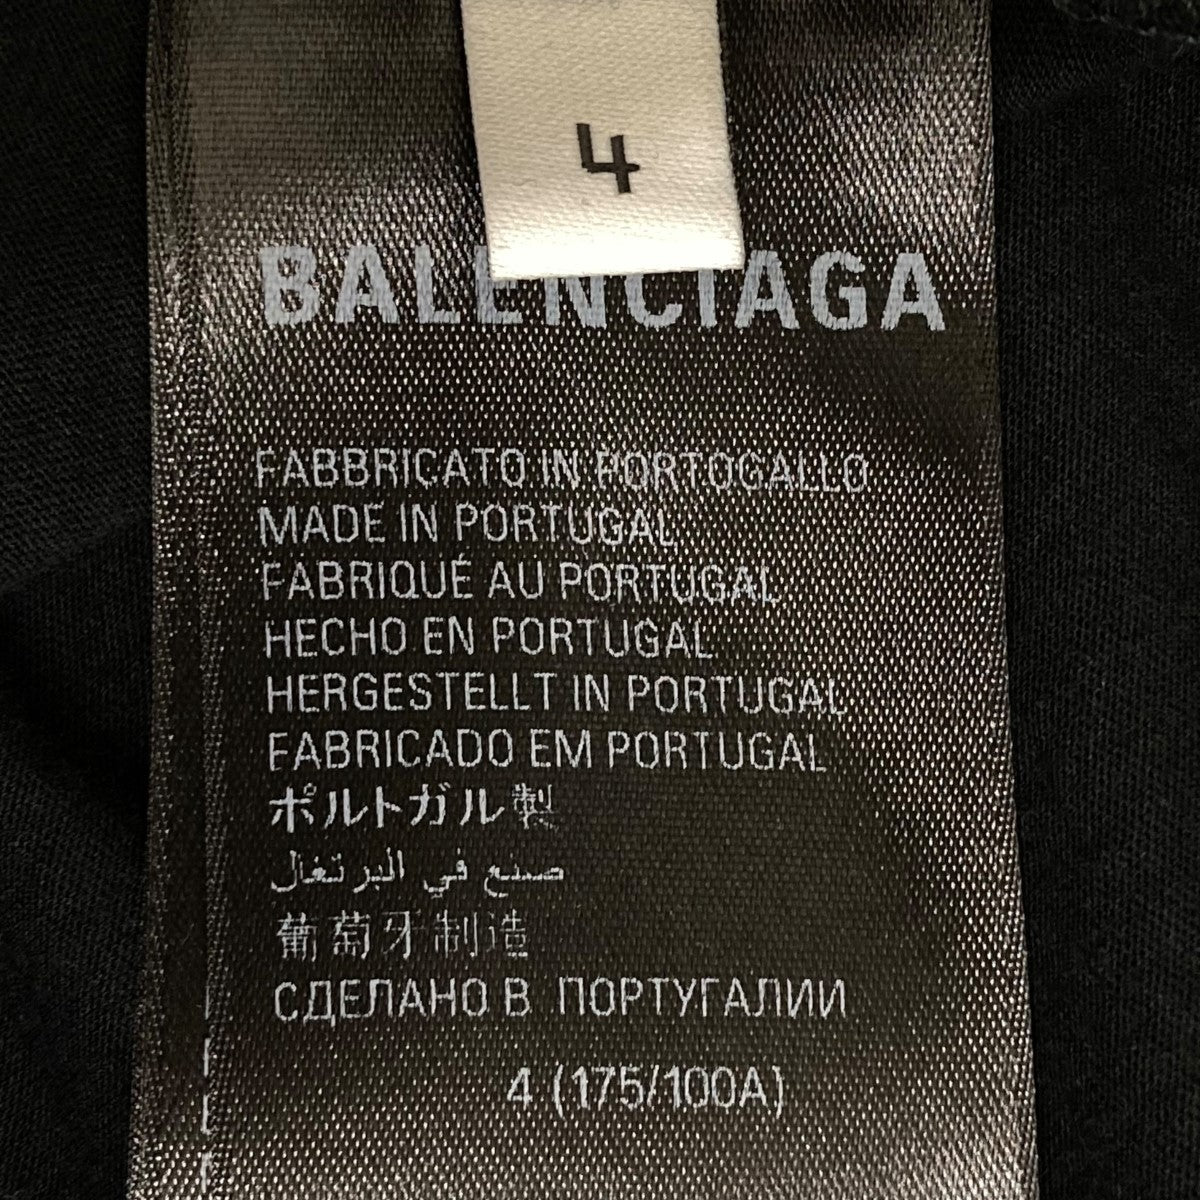 4
BALENCIAGA
FABBRICATO IN PORTOGALLO
MADE IN PORTUGAL
FABRIQUÉ AU PORTUGAL
HECHO EN PORTUGAL
HERGESTELLT IN PORTUGAL
FABRICADO EM PORTUGAL
ポルトガル製
صنع في البرتغال
葡萄牙制造
СДЕЛАНО В ПОРТУГАЛИИ
4 (175/100A)